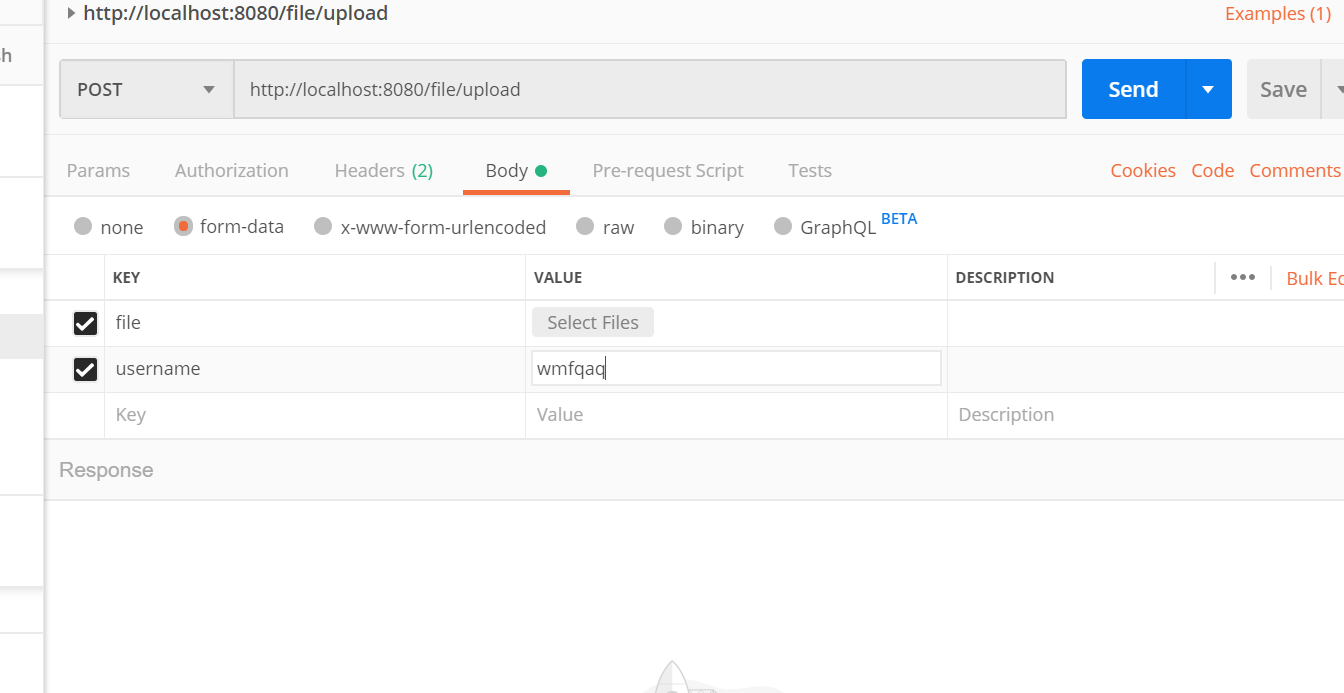 http://localhost:8080/file/upload Examples (1)
POST http://localhost:8080/file/upload Send Save
Params Authorization Headers (2) Body Pre-request Script Tests Cookies Code Comments
none form-data x-www-form-urlencoded raw binary GraphQL BETA
KEY VALUE DESCRIPTION ••• Bulk
file Select Files
username wmfqaq
Key Value Description
Response